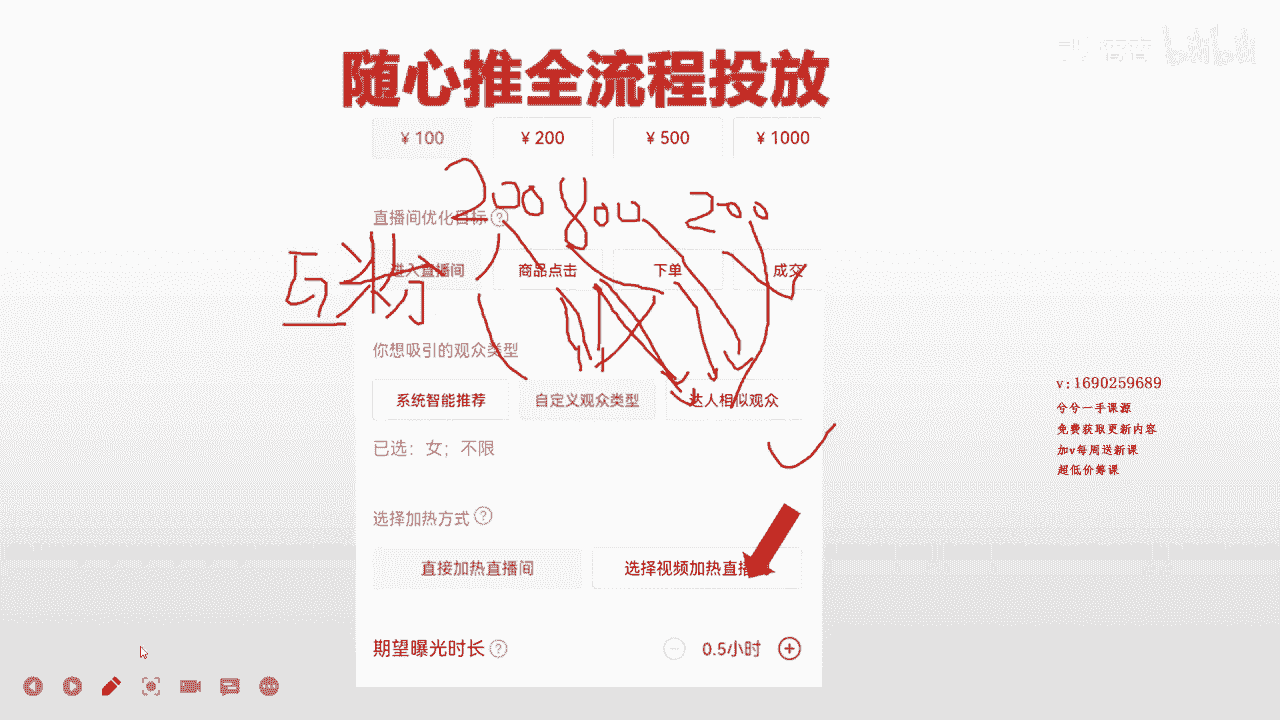 随心推全流程投放
¥ 100 ¥ 200 ¥ 500 ¥ 1000
200 800 200
直播间优化目标 ?
互粉
进入直播间 商品点击 下单 成交
你想吸引的观众类型
系统智能推荐 自定义观众类型 达人相似观众
已选：女；不限
选择加热方式 ?
直接加热直播间 选择视频加热直播
期望曝光时长 ? 0.5小时
v:1690259689
兮兮一手课源
免费获取更新内容
加v每周送新课
超低价筹课
bilibili